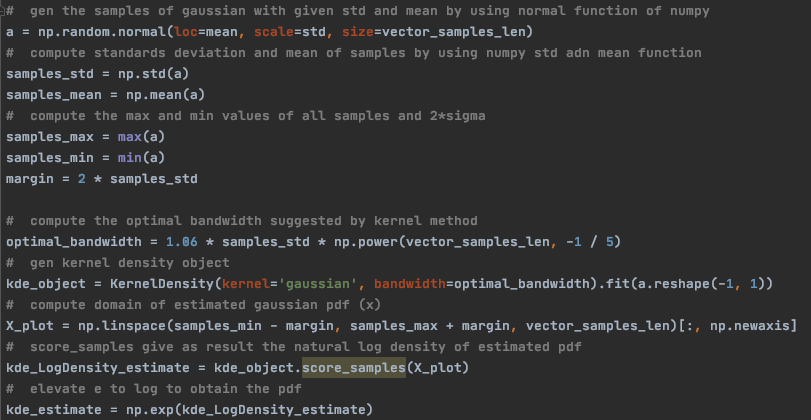 #  gen the samples of gaussian with given std and mean by using normal function of numpy
a = np.random.normal(loc=mean, scale=std, size=vector_samples_len)
#  compute standards deviation and mean of samples by using numpy std adn mean function
samples_std = np.std(a)
samples_mean = np.mean(a)
#  compute the max and min values of all samples and 2*sigma
samples_max = max(a)
samples_min = min(a)
margin = 2 * samples_std
#  compute the optimal bandwidth suggested by kernel method
optimal_bandwidth = 1.06 * samples_std * np.power(vector_samples_len, -1 / 5)
#  gen kernel density object
kde_object = KernelDensity(kernel='gaussian', bandwidth=optimal_bandwidth).fit(a.reshape(-1, 1))
#  compute domain of estimated gaussian pdf (x)
X_plot = np.linspace(samples_min - margin, samples_max + margin, vector_samples_len)[:, np.newaxis]
#  score_samples give as result the natural log density of estimated pdf
kde_LogDensity_estimate = kde_object.score_samples(X_plot)
#  elevate e to log to obtain the pdf
kde_estimate = np.exp(kde_LogDensity_estimate)